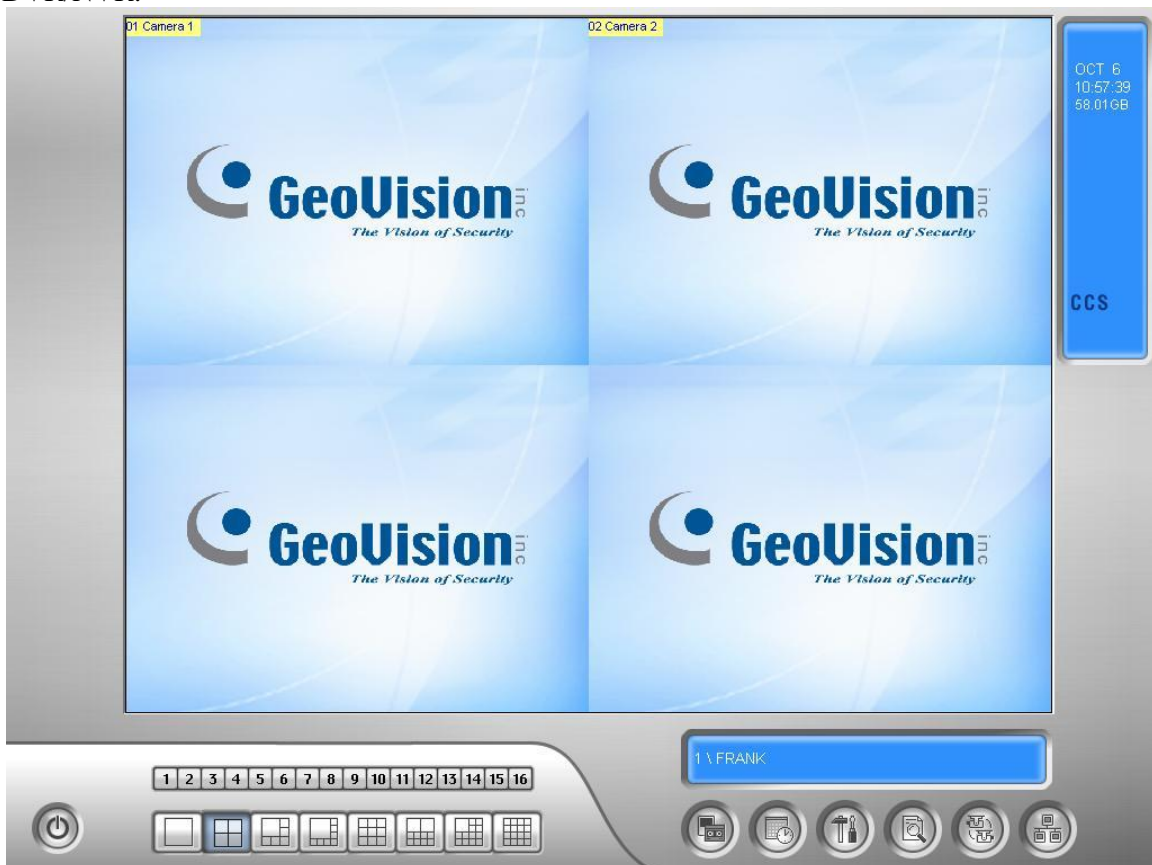 01 Camera 1
02 Camera 2
OCT 6
10:57:39
58.01GB
GeoVision inc
The Vision of Security
GeoVision inc
The Vision of Security
CCS
GeoVision inc
The Vision of Security
GeoVision inc
The Vision of Security
1 \ FRANK
1 2 3 4 5 6 7 8 9 10 11 12 13 14 15 16